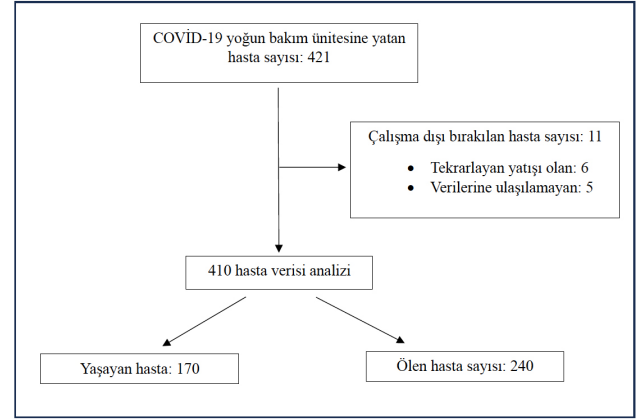 COVİD-19 yoğun bakım ünitesine yatan
hasta sayısı: 421
Çalışma dışı bırakılan hasta sayısı: 11
• Tekrarlayan yatışı olan: 6
• Verilerine ulaşılamayan: 5
410 hasta verisi analizi
Yaşayan hasta: 170
Ölen hasta sayısı: 240